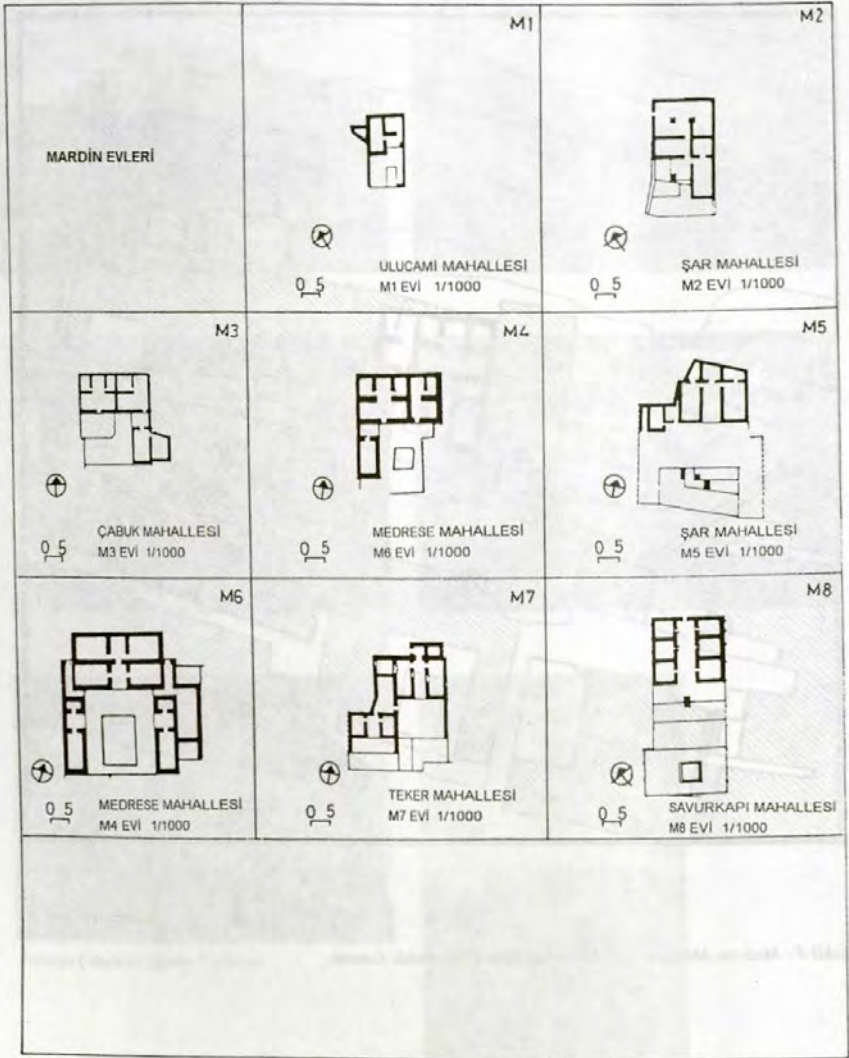 MARDİN EVLERİ
M1
0 5
ULUCAMİ MAHALLESİ
M1 EVİ 1/1000
M2
0 5
ŞAR MAHALLESİ
M2 EVİ 1/1000
M3
0 5
ÇABUK MAHALLESİ
M3 EVİ 1/1000
M4
0 5
MEDRESE MAHALLESİ
M6 EVİ 1/1000
M5
0 5
ŞAR MAHALLESİ
M5 EVİ 1/1000
M6
0 5
MEDRESE MAHALLESİ
M4 EVİ 1/1000
M7
0 5
TEKER MAHALLESİ
M7 EVİ 1/1000
M8
0 5
SAVURKAPI MAHALLESİ
M8 EVİ 1/1000